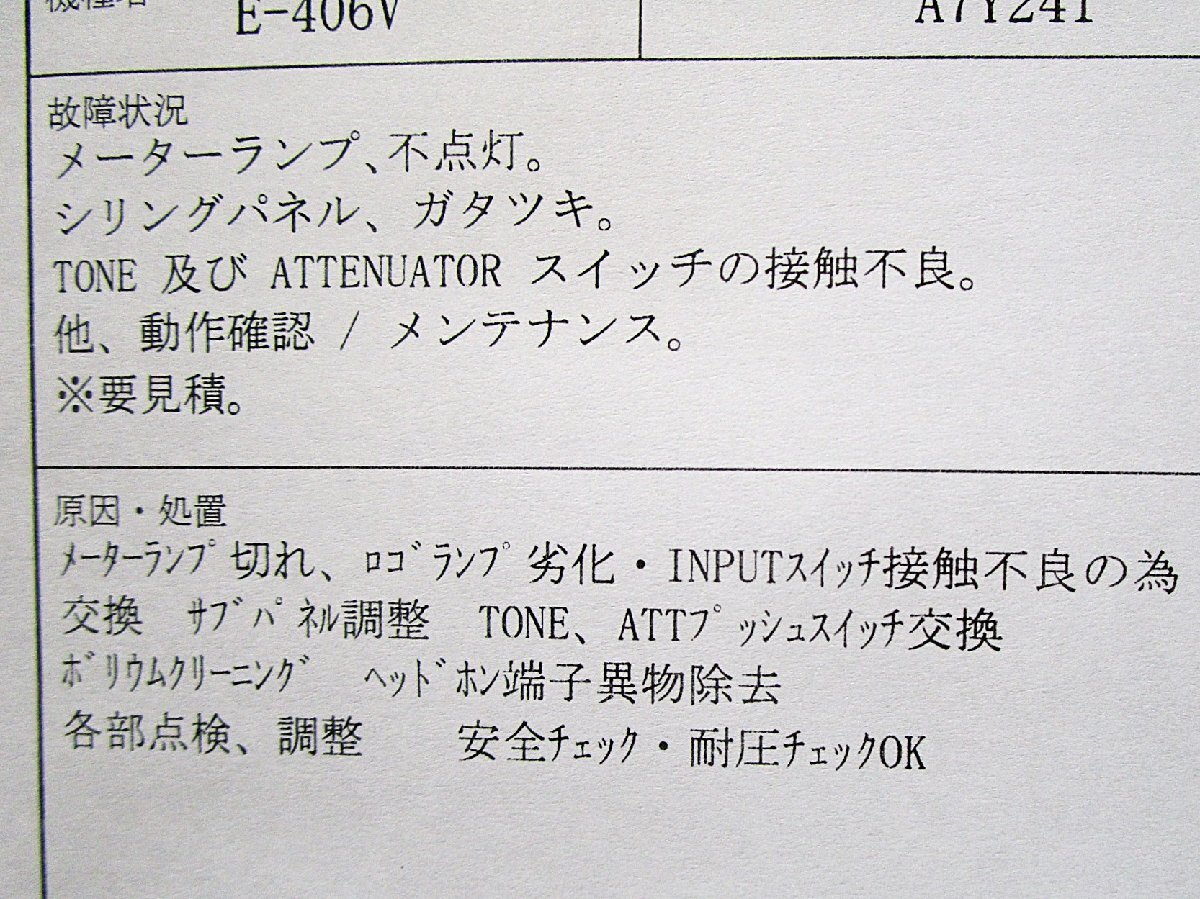 機種名
E-406V
A7Y241
故障状況
メーターランプ、不点灯。
シリングパネル、ガタツキ。
TONE 及び ATTENUATOR スイッチの接触不良。
他、動作確認 / メンテナンス。
※要見積。
原因・処置
ﾒｰﾀｰﾗﾝﾌﾟ切れ、ﾛｺﾞﾗﾝﾌﾟ劣化・INPUTｽｲｯﾁ接触不良の為
交換　ｻﾌﾞﾊﾟﾈﾙ調整　TONE、ATTﾌﾟｯｼｭｽｲｯﾁ交換
ﾎﾞﾘｳﾑｸﾘｰﾆﾝｸﾞ　ﾍｯﾄﾞﾎﾝ端子異物除去
各部点検、調整　　安全ﾁｪｯｸ・耐圧ﾁｪｯｸOK